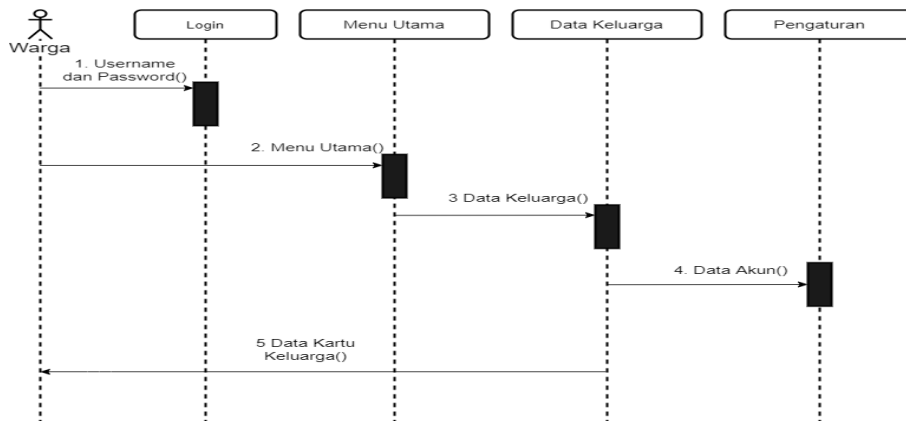 Warga
Login
Menu Utama
Data Keluarga
Pengaturan
1. Username
dan Password()
2. Menu Utama()
3 Data Keluarga()
4. Data Akun()
5 Data Kartu
Keluarga()